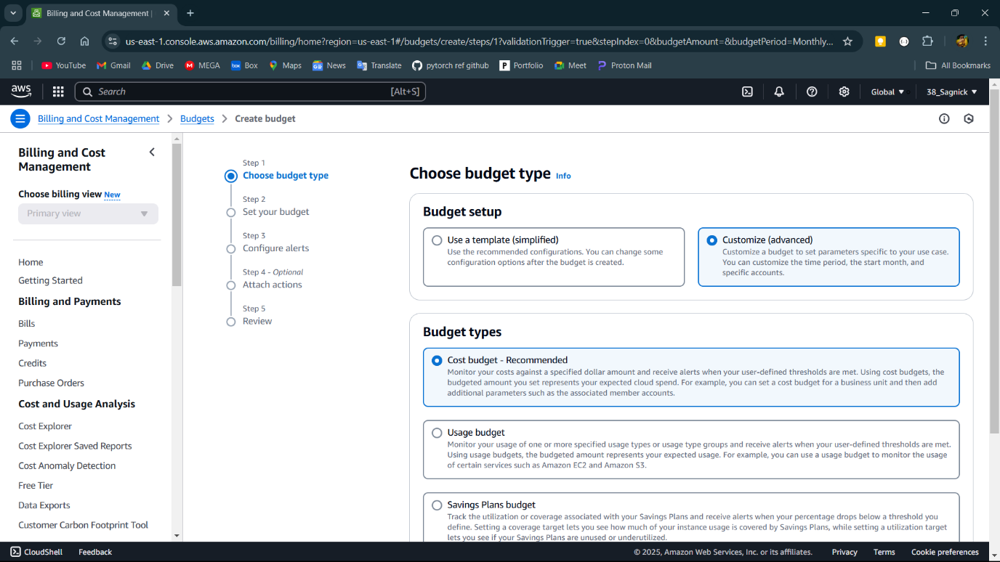 Billing and Cost Management |
us-east-1.console.aws.amazon.com/billing/home?region=us-east-1#/budgets/create/steps/1?validationTrigger=true&stepIndex=0&budgetAmount=&budgetPeriod=Monthly...
YouTube Gmail Drive MEGA Box Maps News Translate pytorch ref github Portfolio Meet Proton Mail All Bookmarks
aws Search [Alt+S] Global 38_Sagnick
Billing and Cost Management > Budgets > Create budget
Billing and Cost
Management
Choose billing view New
Primary view
Home
Getting Started
Billing and Payments
Bills
Payments
Credits
Purchase Orders
Cost and Usage Analysis
Cost Explorer
Cost Explorer Saved Reports
Cost Anomaly Detection
Free Tier
Data Exports
Customer Carbon Footprint Tool
Step 1
Choose budget type
Step 2
Set your budget
Step 3
Configure alerts
Step 4 - Optional
Attach actions
Step 5
Review
Choose budget type Info
Budget setup
Use a template (simplified)
Use the recommended configurations. You can change some
configuration options after the budget is created.
Customize (advanced)
Customize a budget to set parameters specific to your use case.
You can customize the time period, the start month, and
specific accounts.
Budget types
Cost budget - Recommended
Monitor your costs against a specified dollar amount and receive alerts when your user-defined thresholds are met. Using cost budgets, the
budgeted amount you set represents your expected cloud spend. For example, you can set a cost budget for a business unit and then add
additional parameters such as the associated member accounts.
Usage budget
Monitor your usage of one or more specified usage types or usage type groups and receive alerts when your user-defined thresholds are met.
Using usage budgets, the budgeted amount represents your expected usage. For example, you can use a usage budget to monitor the usage
of certain services such as Amazon EC2 and Amazon S3.
Savings Plans budget
Track the utilization or coverage associated with your Savings Plans and receive alerts when your percentage drops below a threshold you
define. Setting a coverage target lets you see how much of your instance usage is covered by Savings Plans, while setting a utilization target
lets you see if your Savings Plans are unused or underutilized.
CloudShell Feedback © 2025, Amazon Web Services, Inc. or its affiliates. Privacy Terms Cookie preferences